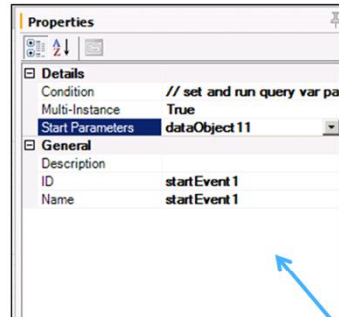 Properties
Details
Condition // set and run query var pa
Multi-Instance True
Start Parameters dataObject11
General
Description
ID startEvent1
Name startEvent1